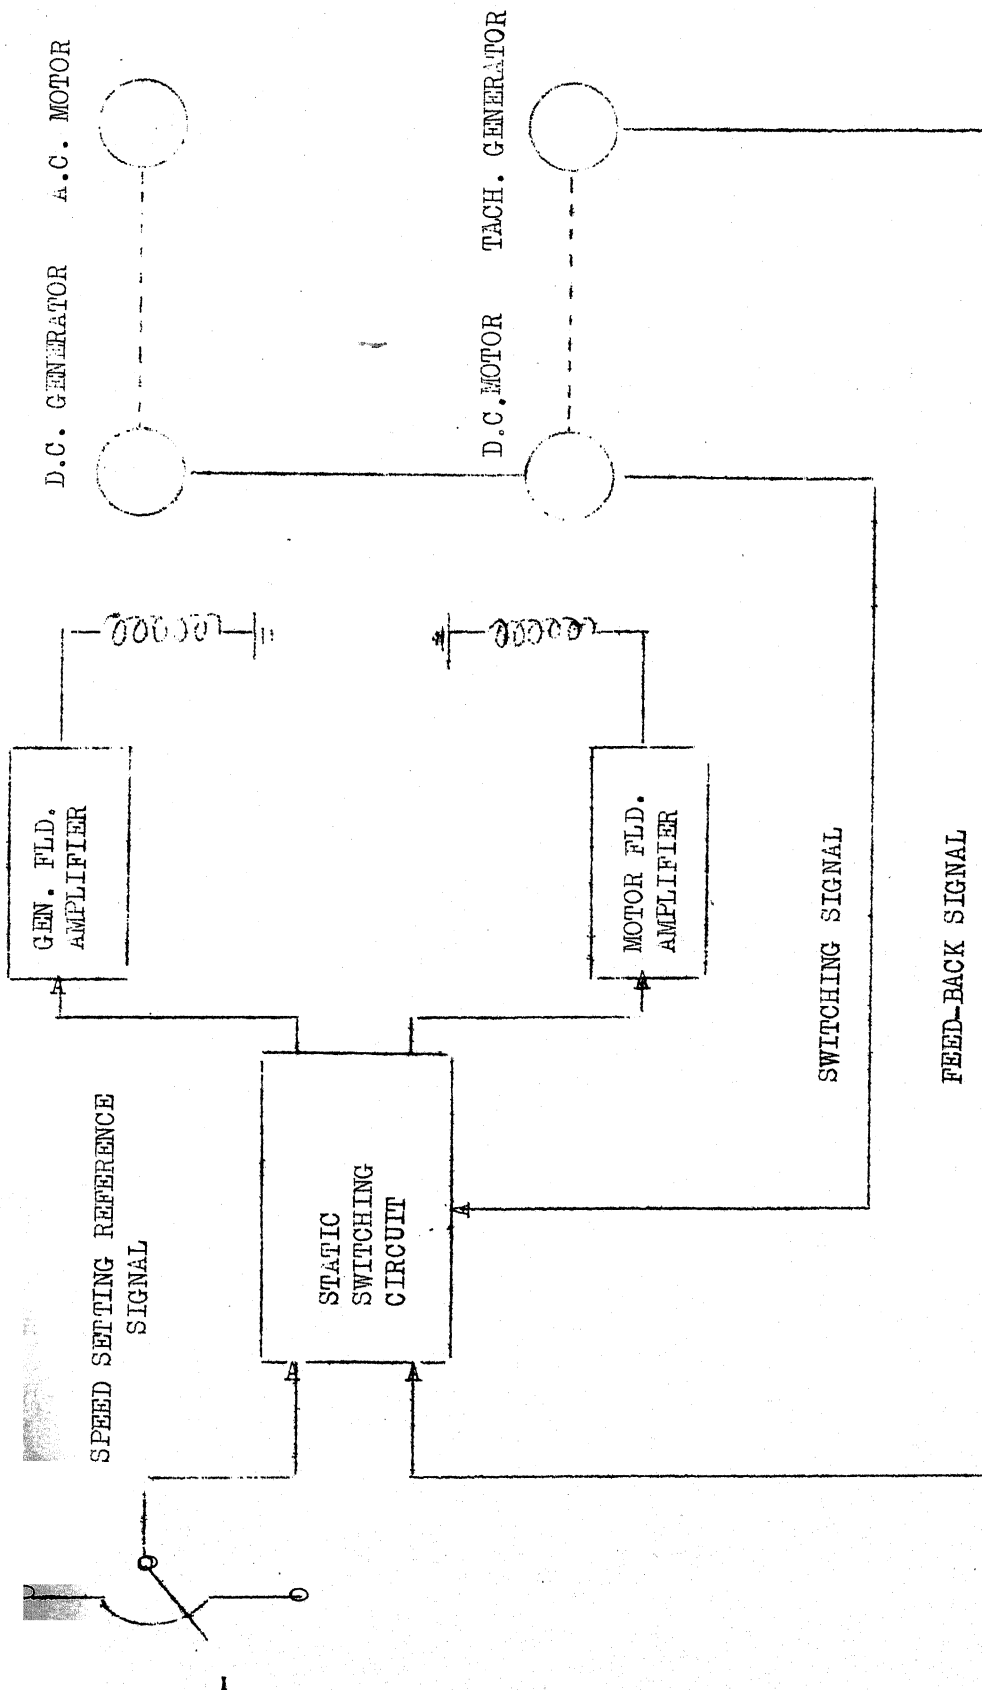 SPEED SETTING REFERENCE
SIGNAL
GEN. FLD.
AMPLIFIER
D.C. GENERATOR
A.C. MOTOR
STATIC
SWITCHING
CIRCUIT
MOTOR FLD.
AMPLIFIER
D.C.MOTOR
TACH. GENERATOR
SWITCHING SIGNAL
FEED-BACK SIGNAL